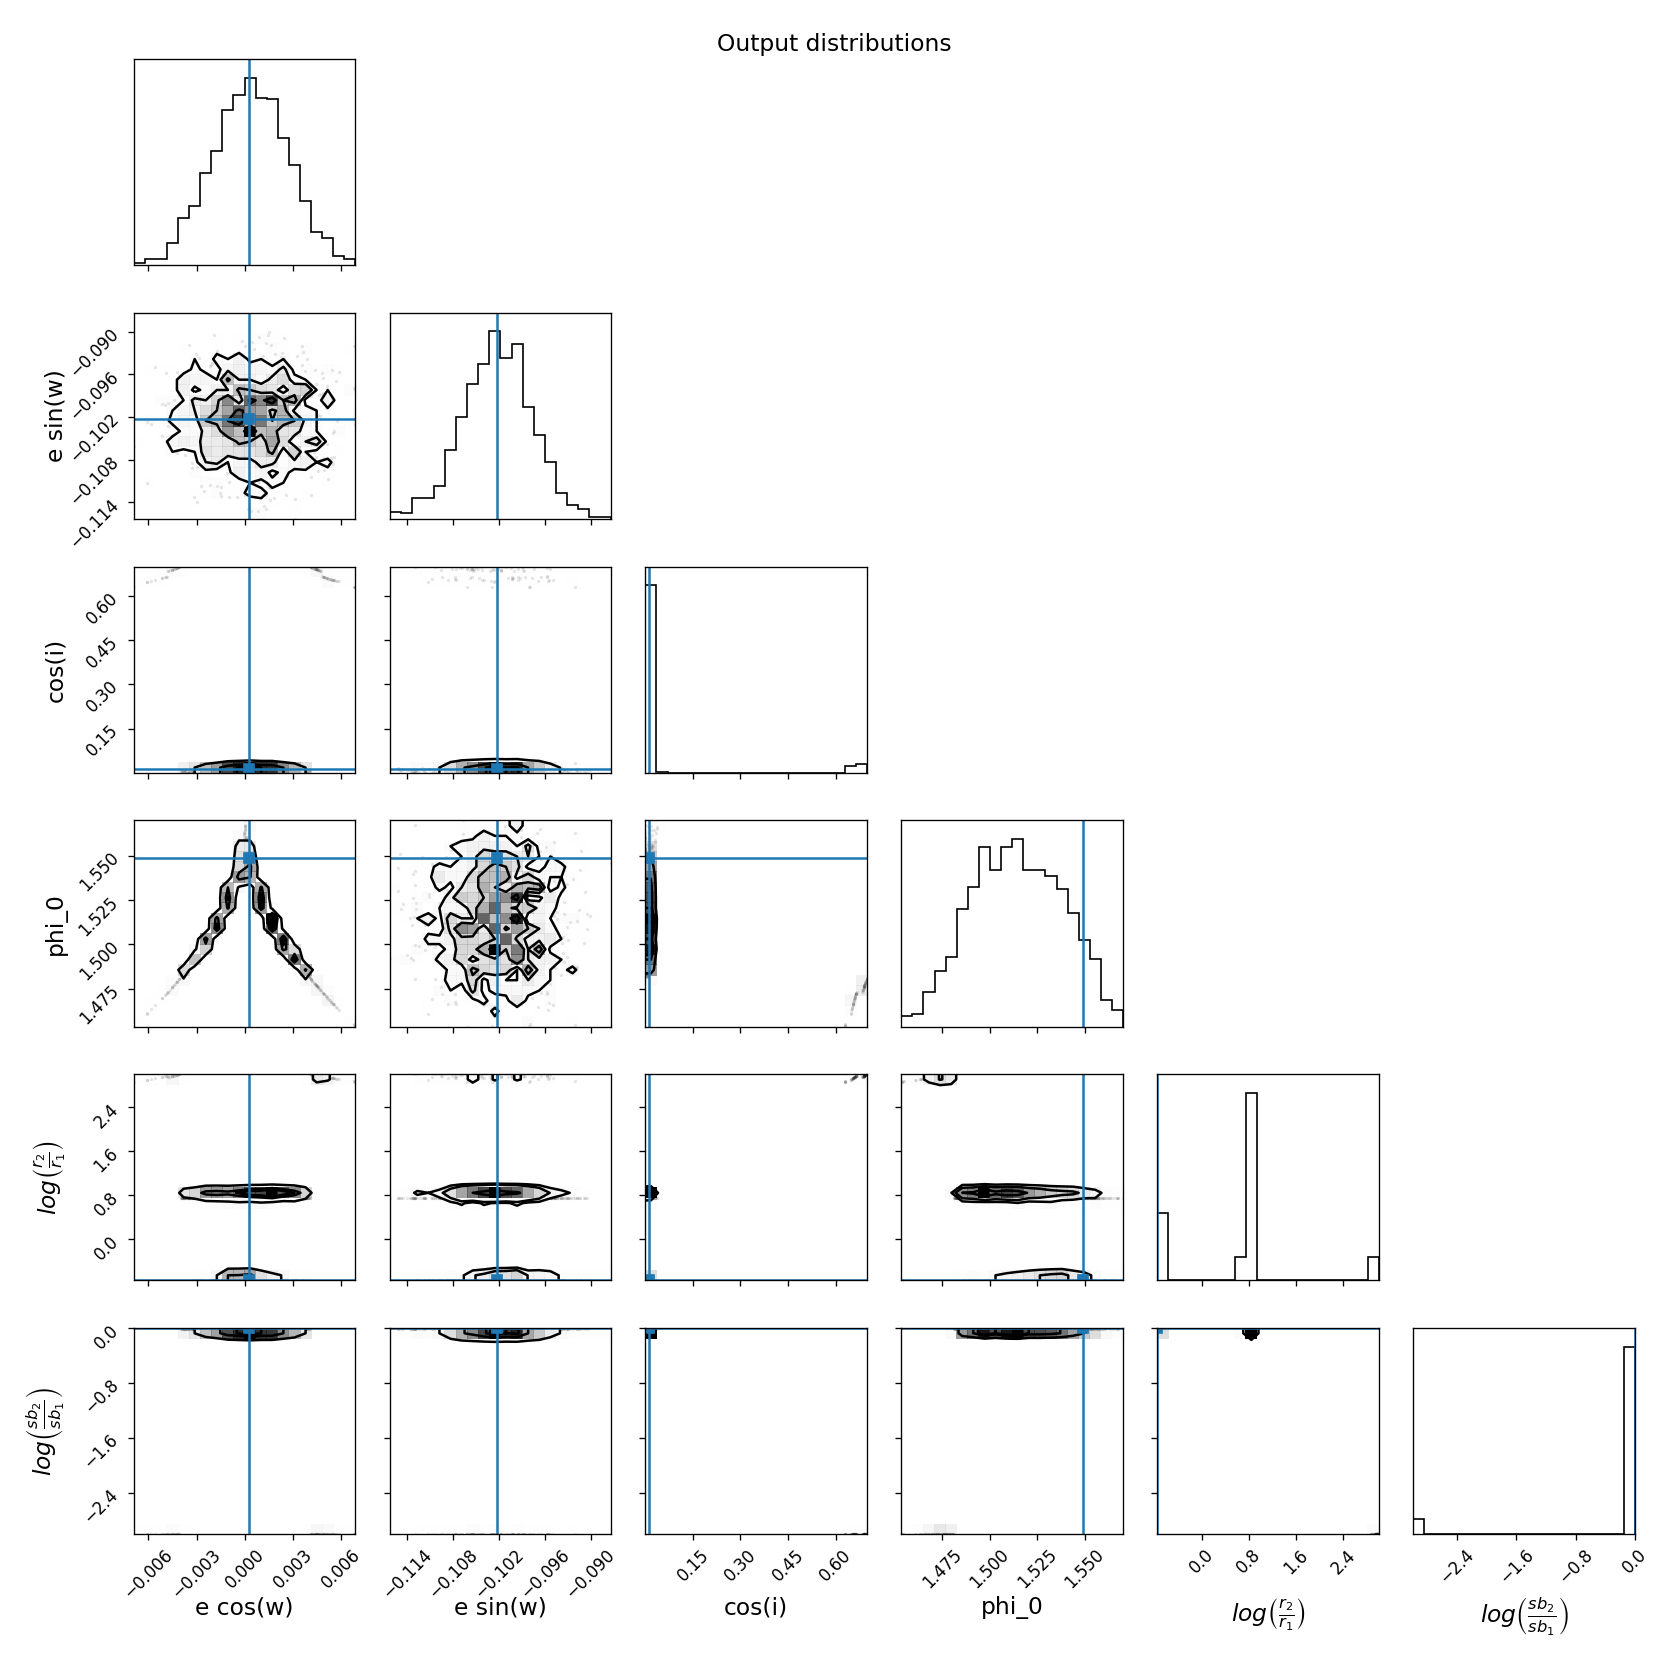 Output distributions
e sin(w)
−0.090
−0.096
−0.102
−0.108
−0.114
cos(i)
0.60
0.45
0.30
0.15
phi_0
1.550
1.525
1.500
1.475
log(r₂/r₁)
2.4
1.6
0.8
0.0
log(sb₂/sb₁)
0.0
−0.8
−1.6
−2.4
−0.006 −0.003 0.000 0.003 0.006
−0.114 −0.108 −0.102 −0.096 −0.090
0.15 0.30 0.45 0.60
1.475 1.500 1.525 1.550
0.0 0.8 1.6 2.4
−2.4 −1.6 −0.8 0.0
e cos(w)
e sin(w)
cos(i)
phi_0
log(r₂/r₁)
log(sb₂/sb₁)